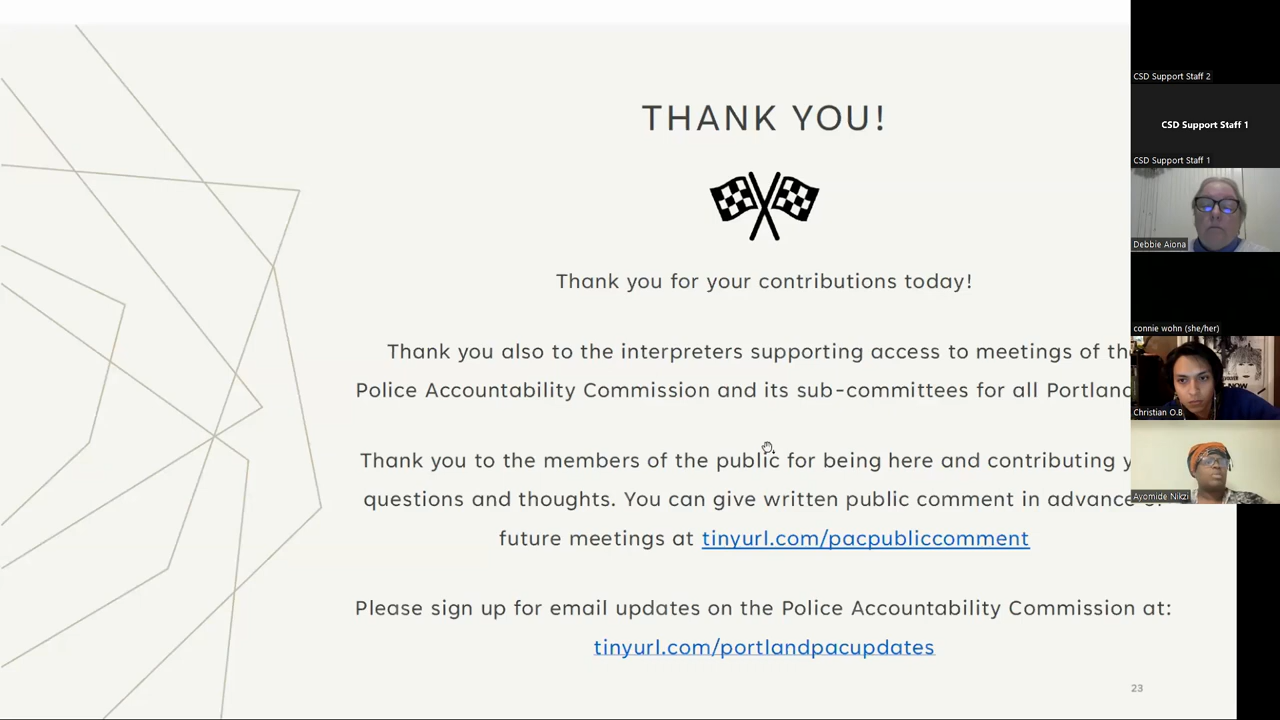 THANK YOU!
Thank you for your contributions today!
Thank you also to the interpreters supporting access to meetings of the
Police Accountability Commission and its sub-committees for all Portland
Thank you to the members of the public for being here and contributing
questions and thoughts. You can give written public comment in advance of
future meetings at tinyurl.com/pacpubliccomment
Please sign up for email updates on the Police Accountability Commission at:
tinyurl.com/portlandpacupdates
23
CSD Support Staff 2
CSD Support Staff 1
CSD Support Staff 1
Debbie Aiona
connie wohn (she/her)
Christian O.B
Ayomide Nikzi